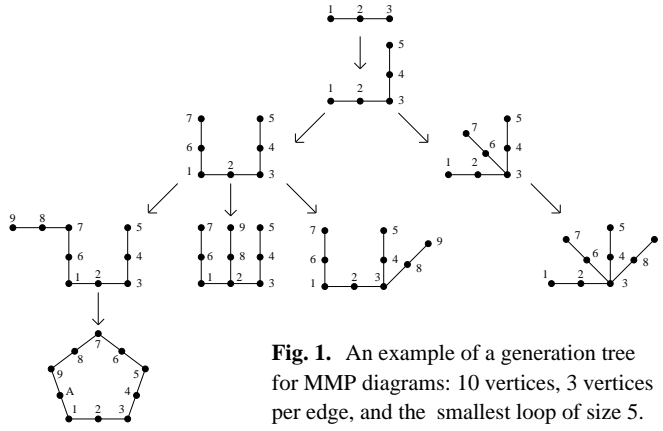 1 2 3
5
4
1 2 3
7 5
6 4
1 2 3
7 5
6 4
1 2 3
9 8 7 5
6 4
1 2 3
7 9 5
6 8 4
1 2 3
7 5 9
6 4 8
1 2 3
7 5
6 4 8
1 2 3
7
8 6
9 5
A 4
1 2 3
Fig. 1. An example of a generation tree
for MMP diagrams: 10 vertices, 3 vertices
per edge, and the smallest loop of size 5.